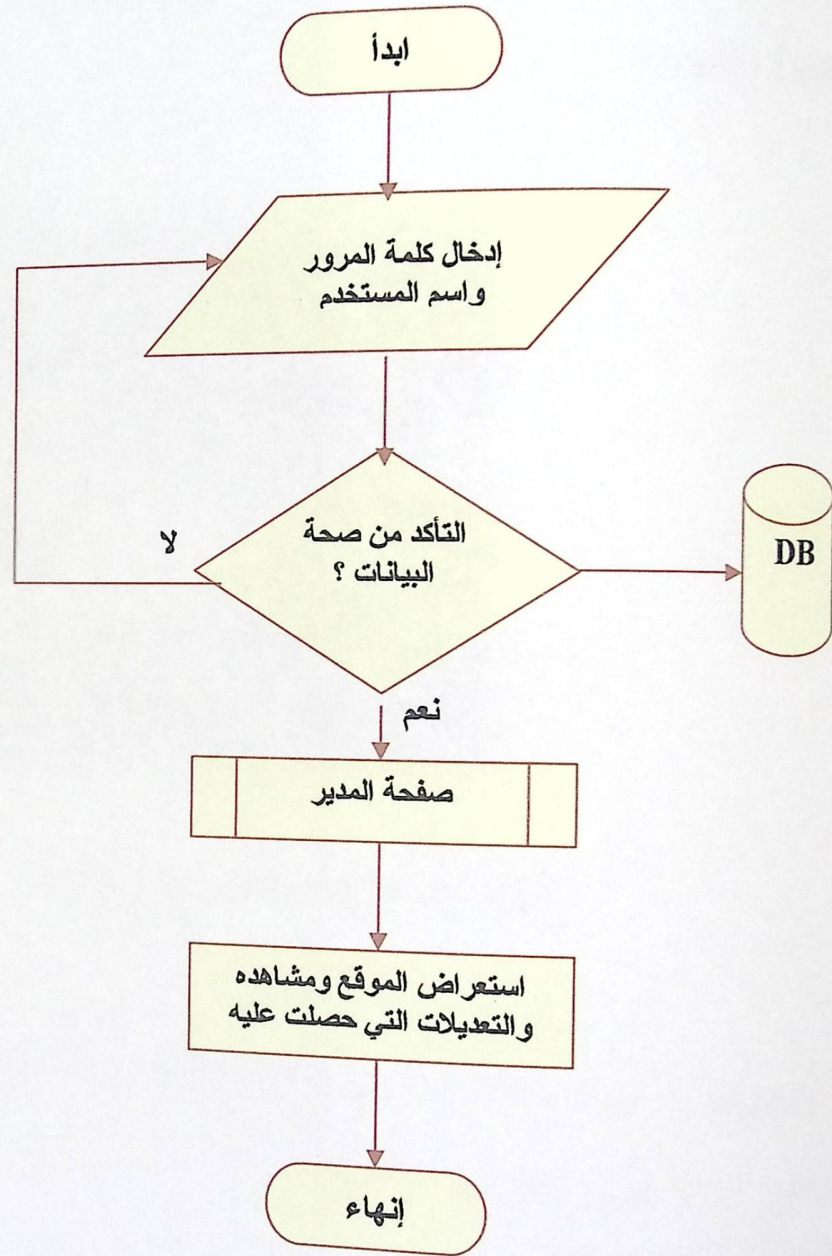 ابدأ
إدخال كلمة المرور
واسم المستخدم
التأكد من صحة
البيانات ؟
لا
DB
نعم
صفحة المدير
استعراض الموقع ومشاهده
والتعديلات التي حصلت عليه
إنهاء